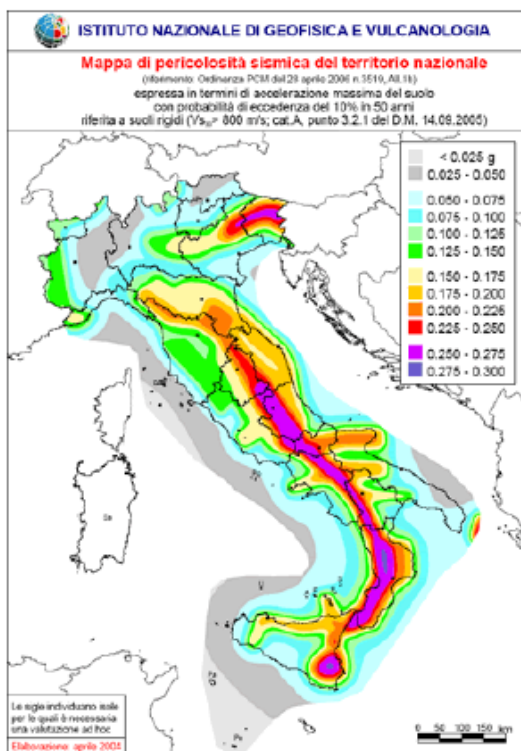 ISTITUTO NAZIONALE DI GEOFISICA E VULCANOLOGIA
Mappa di pericolosità sismica del territorio nazionale
(riferimento: Ordinanza PCM del 28 aprile 2006 n.3519, All.1b)
espressa in termini di accelerazione massima del suolo
con probabilità di eccedenza del 10% in 50 anni
riferita a suoli rigidi (Vs30> 800 m/s; cat.A, punto 3.2.1 del D.M. 14.09.2005)
< 0.025 g
0.025 - 0.050
0.050 - 0.075
0.075 - 0.100
0.100 - 0.125
0.125 - 0.150
0.150 - 0.175
0.175 - 0.200
0.200 - 0.225
0.225 - 0.250
0.250 - 0.275
0.275 - 0.300
Le sigle individuano isole
per le quali è necessaria
una valutazione ad hoc
Elaborazione: aprile 2004
0 50 100 150 km